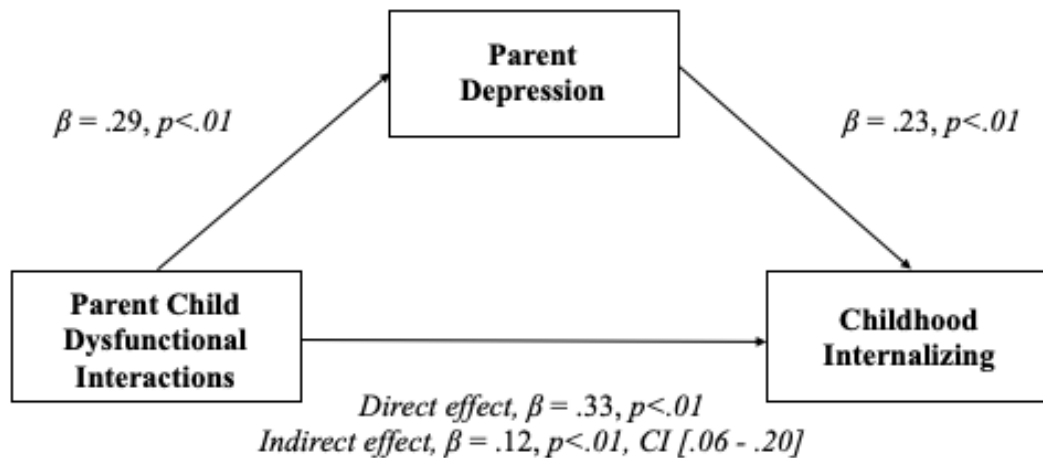 Parent
Depression
β = .29, p<.01
β = .23, p<.01
Parent Child
Dysfunctional
Interactions
Childhood
Internalizing
Direct effect, β = .33, p<.01
Indirect effect, β = .12, p<.01, CI [.06 - .20]